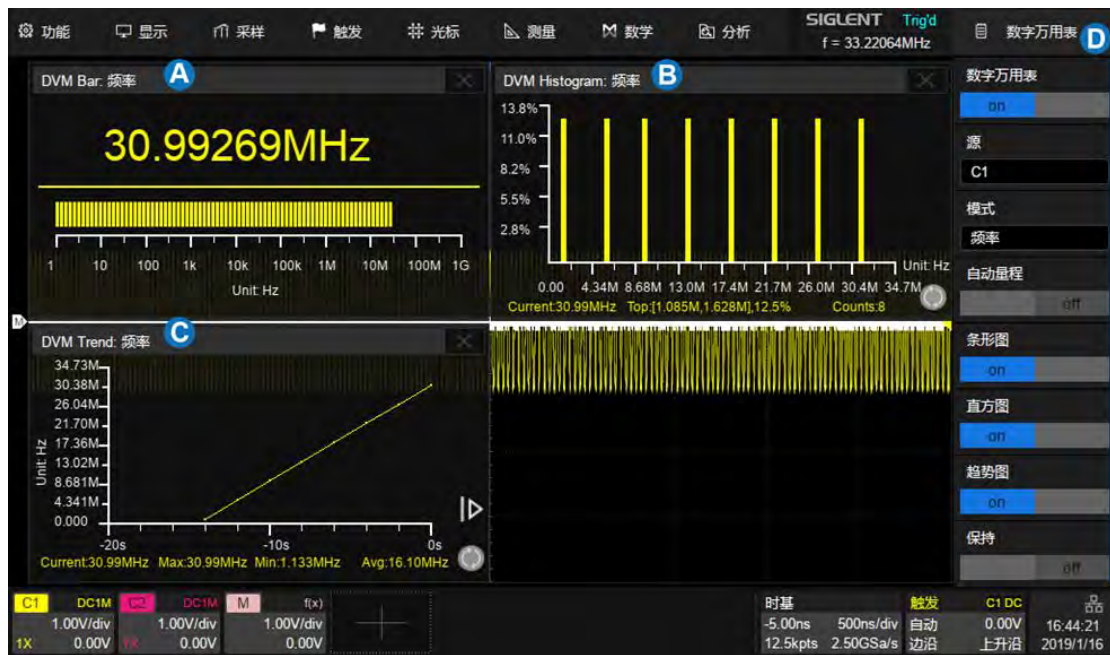 功能 显示 采样 触发 光标 测量 数学 分析 SIGLENT Trig'd 数字万用表 D
f = 33.22064MHz
DVM Bar: 频率 A
30.99269MHz
1 10 100 1k 10k 100k 1M 10M 100M 1G
Unit: Hz
DVM Histogram: 频率 B
13.8%
11.0%
8.2%
5.5%
2.8%
Unit: Hz
0.00 4.34M 8.68M 13.0M 17.4M 21.7M 26.0M 30.4M 34.7M
Current:30.99MHz Top:[1.085M,1.628M],12.5% Counts:8
M
DVM Trend: 频率 C
34.73M
30.38M
26.04M
21.70M
17.36M
13.02M
8.681M
4.341M
0.000
Unit: Hz
-20s -10s 0s
Current:30.99MHz Max:30.99MHz Min:1.133MHz Avg:16.10MHz
数字万用表
on
源
C1
模式
频率
自动量程
off
条形图
on
直方图
on
趋势图
on
保持
off
C1 DC1M
1.00V/div
1X 0.00V
C2 DC1M
1.00V/div
1X 0.00V
M f(x)
1.00V/div
0.00V
时基
-5.00ns 500ns/div
12.5kpts 2.50GSa/s
触发 C1 DC
自动 0.00V
边沿 上升沿
16:44:21
2019/1/16